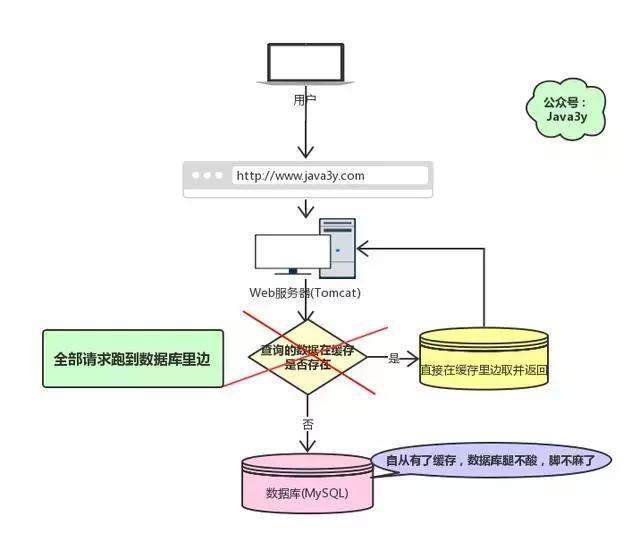 用户
公众号：
Java3y
http://www.java3y.com
Web服务器(Tomcat)
全部请求跑到数据库里边
查询的数据在缓存
是否存在
是
直接在缓存里边取并返回
否
自从有了缓存，数据库腿不酸，脚不麻了
数据库(MySQL)